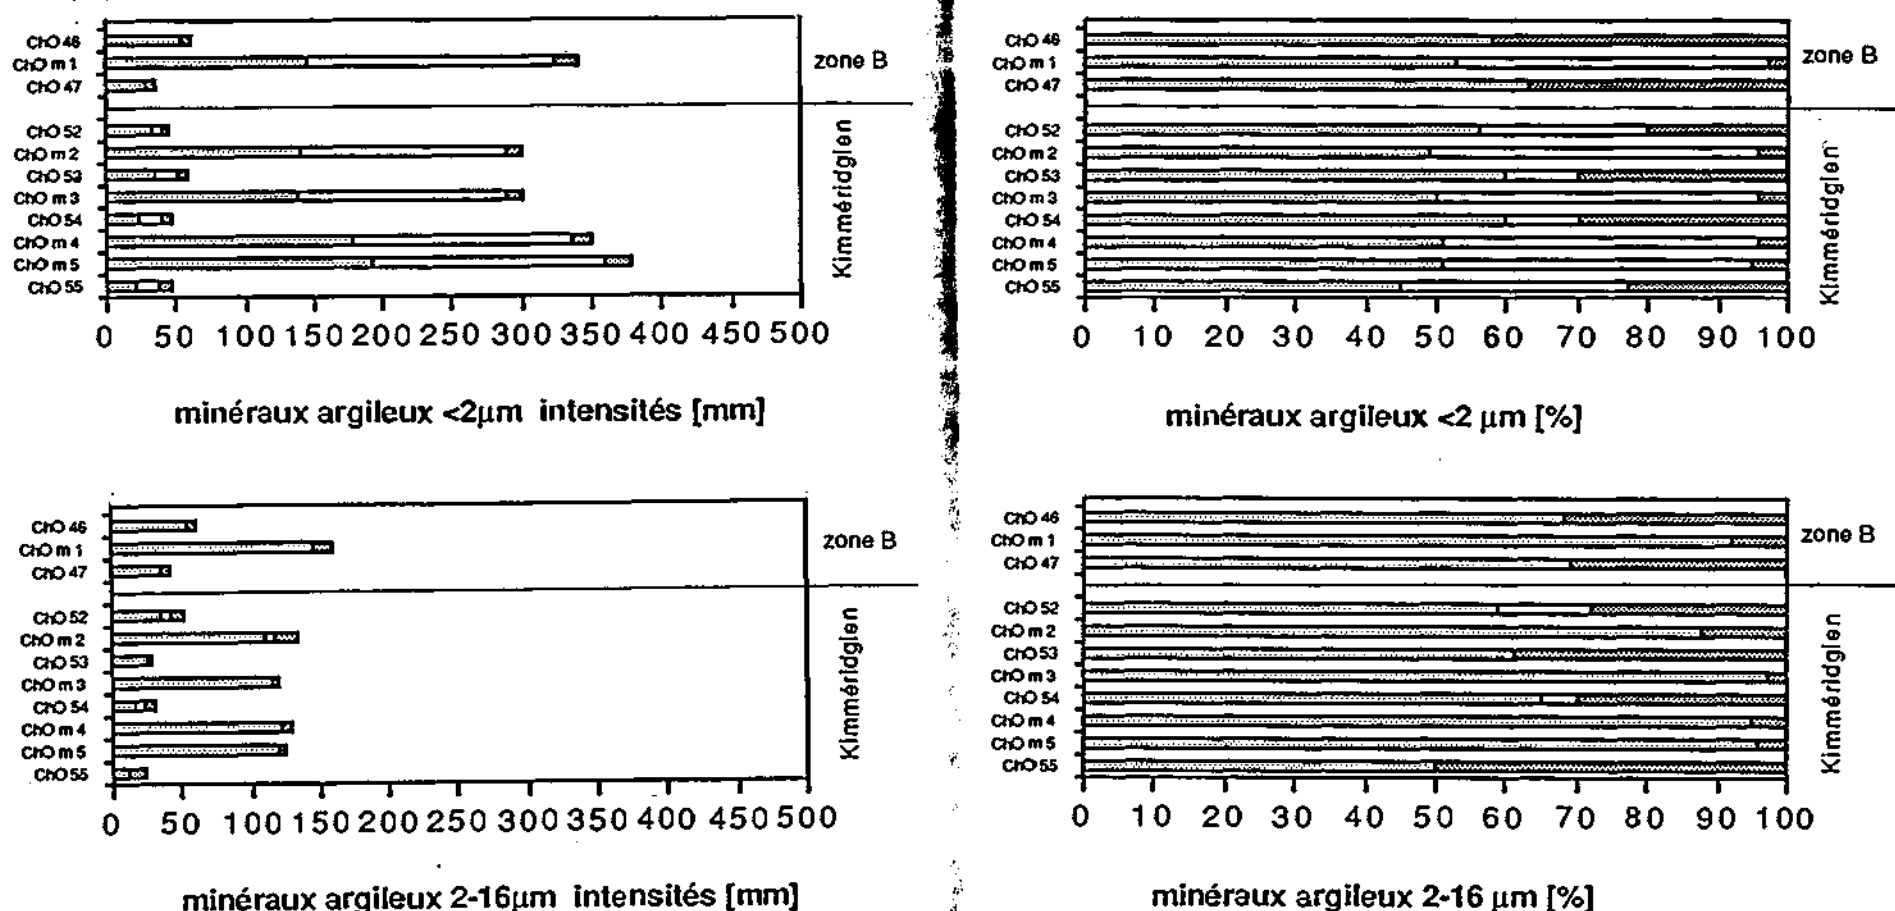 ChO 46
ChO m 1
ChO 47
zone B
ChO 52
ChO m 2
ChO 53
ChO m 3
ChO 54
ChO m 4
ChO m 5
ChO 55
Kimméridgien
0 50 100 150 200 250 300 350 400 450 500
minéraux argileux <2µm intensités [mm]
ChO 46
ChO m 1
ChO 47
zone B
ChO 52
ChO m 2
ChO 53
ChO m 3
ChO 54
ChO m 4
ChO m 5
ChO 55
Kimméridgien
0 10 20 30 40 50 60 70 80 90 100
minéraux argileux <2 µm [%]
ChO 46
ChO m 1
ChO 47
zone B
ChO 52
ChO m 2
ChO 53
ChO m 3
ChO 54
ChO m 4
ChO m 5
ChO 55
Kimméridgien
0 50 100 150 200 250 300 350 400 450 500
minéraux argileux 2-16µm intensités [mm]
ChO 46
ChO m 1
ChO 47
zone B
ChO 52
ChO m 2
ChO 53
ChO m 3
ChO 54
ChO m 4
ChO m 5
ChO 55
Kimméridgien
0 10 20 30 40 50 60 70 80 90 100
minéraux argileux 2-16 µm [%]